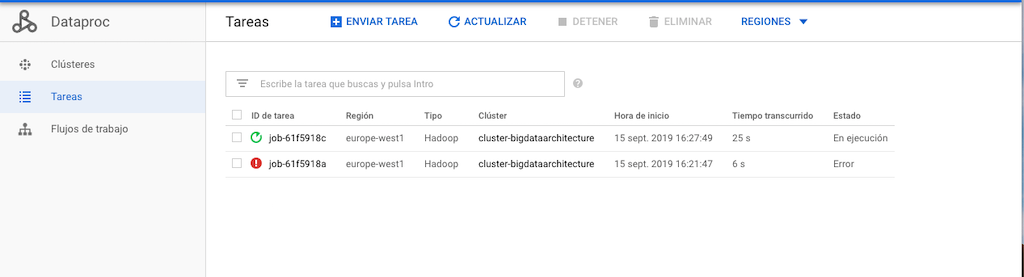 Dataproc
Tareas
ENVIAR TAREA
ACTUALIZAR
DETENER
ELIMINAR
REGIONES
Clústeres
Tareas
Flujos de trabajo
Escribe la tarea que buscas y pulsa Intro
?
ID de tarea Región Tipo Clúster Hora de inicio Tiempo transcurrido Estado
job-61f5918c europe-west1 Hadoop cluster-bigdataarchitecture 15 sept. 2019 16:27:49 25 s En ejecución
job-61f5918a europe-west1 Hadoop cluster-bigdataarchitecture 15 sept. 2019 16:21:47 6 s Error